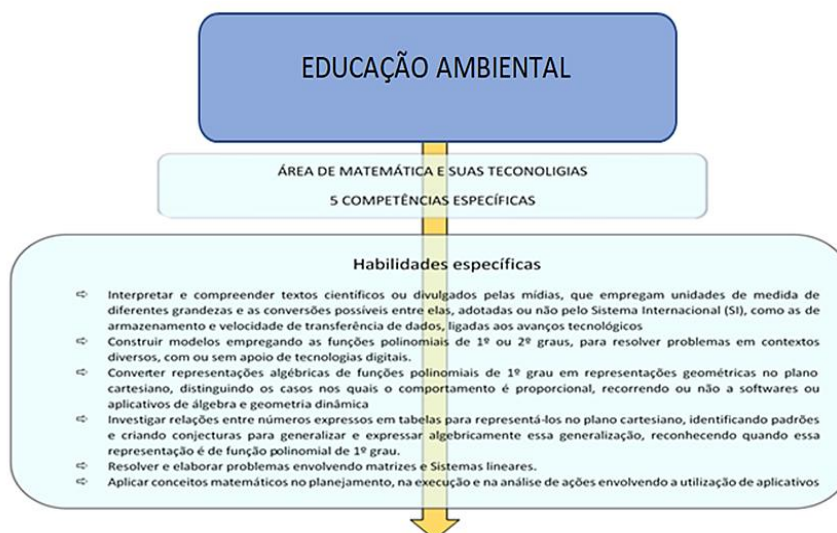 EDUCAÇÃO AMBIENTAL
ÁREA DE MATEMÁTICA E SUAS TECONOLIGIAS
5 COMPETÊNCIAS ESPECÍFICAS
Habilidades específicas
⇨ Interpretar e compreender textos científicos ou divulgados pelas mídias, que empregam unidades de medida de
diferentes grandezas e as conversões possíveis entre elas, adotadas ou não pelo Sistema Internacional (SI), como as de
armazenamento e velocidade de transferência de dados, ligadas aos avanços tecnológicos
⇨ Construir modelos empregando as funções polinomiais de 1º ou 2º graus, para resolver problemas em contextos
diversos, com ou sem apoio de tecnologias digitais.
⇨ Converter representações algébricas de funções polinomiais de 1º grau em representações geométricas no plano
cartesiano, distinguindo os casos nos quais o comportamento é proporcional, recorrendo ou não a softwares ou
aplicativos de álgebra e geometria dinâmica
⇨ Investigar relações entre números expressos em tabelas para representá-los no plano cartesiano, identificando padrões
e criando conjecturas para generalizar e expressar algebricamente essa generalização, reconhecendo quando essa
representação é de função polinomial de 1º grau.
⇨ Resolver e elaborar problemas envolvendo matrizes e Sistemas lineares.
⇨ Aplicar conceitos matemáticos no planejamento, na execução e na análise de ações envolvendo a utilização de aplicativos